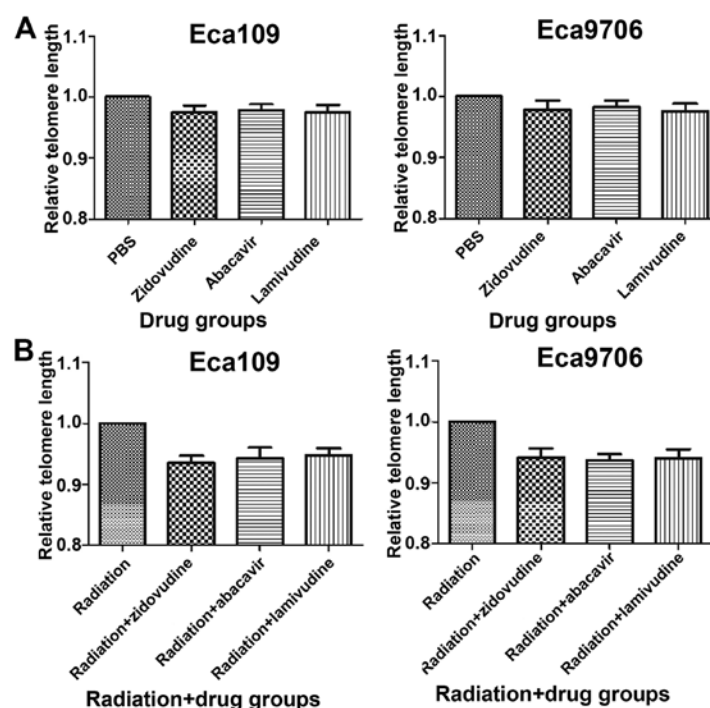 A
Eca109
Relative telomere length
1.1
1.0
0.9
0.8
PBS
Zidovudine
Abacavir
Lamivudine
Drug groups
Eca9706
Relative telomere length
1.1
1.0
0.9
0.8
PBS
Zidovudine
Abacavir
Lamivudine
Drug groups
B
Eca109
Relative telomere length
1.1
1.0
0.9
0.8
Radiation
Radiation+zidovudine
Radiation+abacavir
Radiation+lamivudine
Radiation+drug groups
Eca9706
Relative telomere length
1.1
1.0
0.9
0.8
Radiation
Radiation+zidovudine
Radiation+abacavir
Radiation+lamivudine
Radiation+drug groups